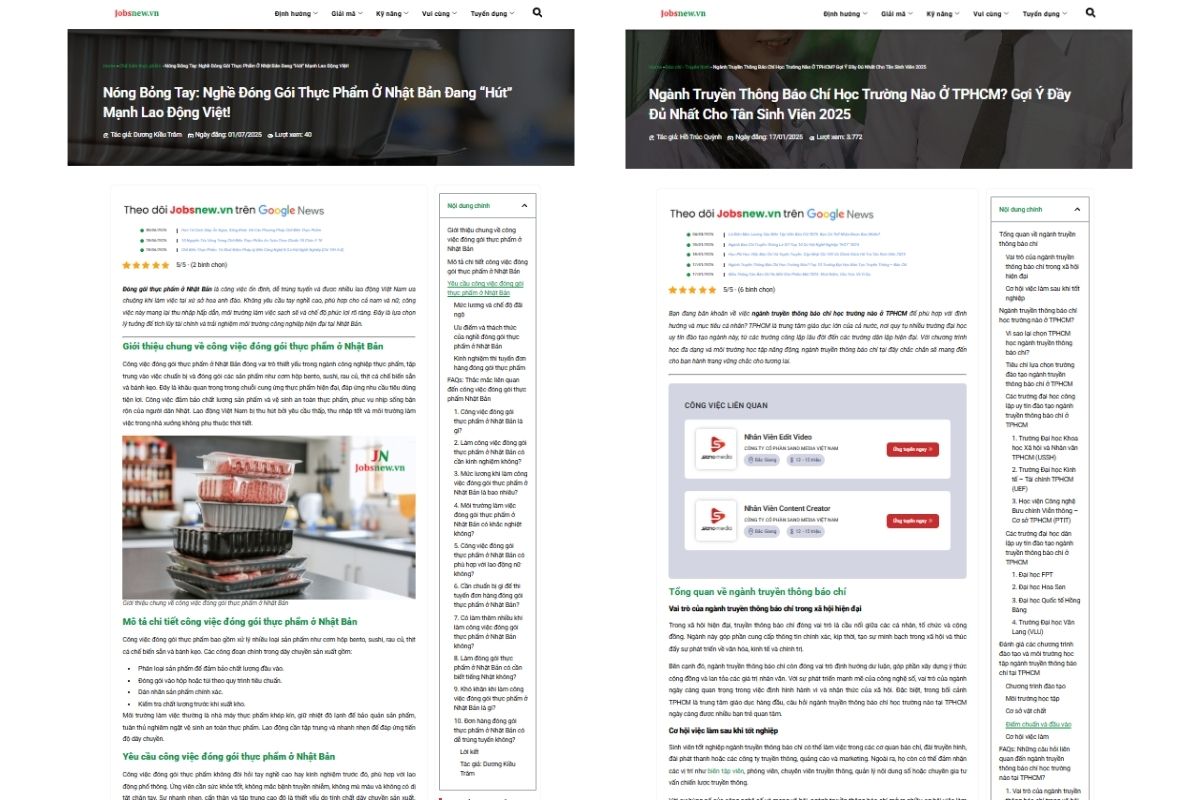 Jobsnew.vn
Định hướng
Giải mã
Kỹ năng
Vui cùng
Tuyển dụng
Nóng Bỏng Tay: Nghề Đóng Gói Thực Phẩm Ở Nhật Bản Đang “Hút” Mạnh Lao Động Việt!
Nóng Bỏng Tay: Nghề Đóng Gói Thực Phẩm Ở Nhật Bản Đang “Hút”
Mạnh Lao Động Việt!
Tác giả: Dương Kiều Trâm Ngày đăng: 01/07/2025 Lượt xem: 40
Theo dõi Jobsnew.vn trên Google News
5/5 - (2 bình chọn)
Đóng gói thực phẩm ở Nhật Bản là công việc ổn định, dễ trúng tuyển và được nhiều lao động Việt Nam ưa
chuộng khi làm việc tại xứ sở hoa anh đào. Không yêu cầu tay nghề cao, phù hợp cho cả nam và nữ, công
việc này mang lại thu nhập hấp dẫn, môi trường làm việc sạch sẽ và chế độ phúc lợi rõ ràng. Đây là lựa chọn
lý tưởng để tích lũy tài chính và trải nghiệm môi trường công nghiệp hiện đại tại Nhật Bản.
Giới thiệu chung về công việc đóng gói thực phẩm ở Nhật Bản
Công việc đóng gói thực phẩm ở Nhật Bản đóng vai trò thiết yếu trong ngành công nghiệp thực phẩm, tập
trung vào việc chuẩn bị và đóng gói các sản phẩm như cơm hộp bento, sushi, rau củ, thịt cá chế biến sẵn
và bánh kẹo. Đây là khâu quan trọng trong chuỗi cung ứng thực phẩm hiện đại, đáp ứng nhu cầu tiêu dùng
tiện lợi. Công việc đảm bảo chất lượng sản phẩm và vệ sinh an toàn thực phẩm, phục vụ nhịp sống bận
rộn của người dân Nhật. Lao động Việt Nam bị thu hút bởi yêu cầu thấp, thu nhập tốt và môi trường làm
việc trong nhà xưởng không phụ thuộc thời tiết.
JN
Jobsnew.vn
Giới thiệu chung về công việc đóng gói thực phẩm ở Nhật Bản
Mô tả chi tiết công việc đóng gói thực phẩm ở Nhật Bản
Công việc đóng gói thực phẩm bao gồm xử lý nhiều loại sản phẩm như cơm hộp bento, sushi, rau củ, thịt
cá chế biến sẵn và bánh kẹo. Các công đoạn chính trong dây chuyền sản xuất gồm:
Phân loại sản phẩm để đảm bảo chất lượng đầu vào.
Đóng gói vào hộp hoặc túi theo quy trình tiêu chuẩn.
Dán nhãn sản phẩm chính xác.
Kiểm tra chất lượng trước khi xuất kho.
Môi trường làm việc thường là nhà máy thực phẩm khép kín, giữ nhiệt độ lạnh để bảo quản sản phẩm,
tuân thủ nghiêm ngặt vệ sinh an toàn thực phẩm. Lao động cần tập trung và nhanh nhẹn để đáp ứng tiến
độ dây chuyền.
Yêu cầu công việc đóng gói thực phẩm ở Nhật Bản
Công việc đóng gói thực phẩm không đòi hỏi tay nghề cao hay kinh nghiệm trước đó, phù hợp với lao
động phổ thông. Ứng viên cần sức khỏe tốt, không mắc bệnh truyền nhiễm, không mù màu và không có dị
tật chân tay. Sự nhanh nhẹn, cẩn thận và tập trung cao độ là thiết yếu do tính chất dây chuyền sản xuất.
Nội dung chính
Giới thiệu chung về
công việc đóng gói thực
phẩm ở Nhật Bản
Mô tả chi tiết công việc
đóng gói thực phẩm ở
Nhật Bản
Yêu cầu công việc đóng gói
thực phẩm ở Nhật Bản
Mức lương và chế độ đãi
ngộ
Ưu điểm và thách thức
của nghề đóng gói thực
phẩm ở Nhật Bản
Kinh nghiệm thi tuyển đơn
hàng đóng gói thực phẩm
FAQs: Thắc mắc liên quan
đến công việc đóng gói thực
phẩm Nhật Bản
1. Công việc đóng gói
thực phẩm ở Nhật Bản là
gì?
2. Làm công việc đóng gói
thực phẩm ở Nhật Bản có
cần kinh nghiệm không?
3. Mức lương khi làm công
việc đóng gói thực phẩm ở
Nhật Bản là bao nhiêu?
4. Môi trường làm việc
đóng gói thực phẩm ở
Nhật Bản có khắc nghiệt
không?
5. Công việc đóng gói
thực phẩm ở Nhật Bản có
phù hợp với lao động nữ
không?
6. Cần chuẩn bị gì để thi
tuyển đơn hàng đóng gói
thực phẩm ở Nhật Bản?
7. Có làm thêm nhiều khi
làm công việc đóng gói
thực phẩm ở Nhật Bản
không?
8. Làm đóng gói thực
phẩm ở Nhật Bản có cần
biết tiếng Nhật không?
9. Khó khăn khi làm công
việc đóng gói thực phẩm ở
Nhật Bản là gì?
10. Đơn hàng đóng gói
thực phẩm ở Nhật Bản có
dễ trúng tuyển không?
Lời kết
Tác giả: Dương Kiều
Trâm
Jobsnew.vn
Định hướng
Giải mã
Kỹ năng
Vui cùng
Tuyển dụng
Ngành Truyền Thông Báo Chí Học Trường Nào Ở TPHCM? Gợi Ý Đầy Đủ Nhất Cho Tân Sinh Viên 2025
Ngành Truyền Thông Báo Chí Học Trường Nào Ở TPHCM? Gợi Ý Đầy
Đủ Nhất Cho Tân Sinh Viên 2025
Tác giả: Hồ Trúc Quỳnh Ngày đăng: 17/01/2025 Lượt xem: 3.772
Theo dõi Jobsnew.vn trên Google News
5/5 - (6 bình chọn)
Bạn đang băn khoăn về việc ngành truyền thông báo chí học trường nào ở TPHCM để phù hợp với định
hướng và mục tiêu cá nhân? TPHCM là trung tâm giáo dục lớn của cả nước, nơi quy tụ nhiều trường đại học
uy tín đào tạo ngành này, từ các trường công lập lâu đời đến các trường dân lập hiện đại. Với chương trình
học đa dạng và môi trường học tập năng động, ngành truyền thông báo chí tại đây chắc chắn sẽ mang đến
cho bạn hành trang vững chắc cho tương lai.
CÔNG VIỆC LIÊN QUAN
siano media
Nhân Viên Edit Video
CÔNG TY CỔ PHẦN SANO MEDIA VIỆT NAM
Bắc Giang
12 - 15 triệu
Ứng tuyển ngay
siano media
Nhân Viên Content Creator
CÔNG TY CỔ PHẦN SANO MEDIA VIỆT NAM
Bắc Giang
12 - 15 triệu
Ứng tuyển ngay
Tổng quan về ngành truyền thông báo chí
Vai trò của ngành truyền thông báo chí trong xã hội hiện đại
Trong xã hội hiện đại, truyền thông báo chí đóng vai trò là cầu nối giữa các cá nhân, tổ chức và cộng
đồng. Ngành này góp phần cung cấp thông tin chính xác, kịp thời, tạo sự minh bạch trong xã hội và thúc
đẩy sự phát triển về văn hóa, kinh tế và chính trị.
Bên cạnh đó, ngành truyền thông báo chí còn đóng vai trò định hướng dư luận, góp phần xây dựng ý thức
cộng đồng và lan tỏa các giá trị nhân văn. Với sự phát triển mạnh mẽ của công nghệ số, vai trò của ngành
này ngày càng quan trọng trong việc định hình hành vi và nhận thức của xã hội. Đặc biệt, trong bối cảnh
TPHCM là trung tâm giáo dục hàng đầu, câu hỏi ngành truyền thông báo chí học trường nào ở TPHCM
ngày càng được nhiều bạn trẻ quan tâm.
Cơ hội việc làm sau khi tốt nghiệp
Sinh viên tốt nghiệp ngành truyền thông báo chí có thể làm việc trong các cơ quan báo chí, đài truyền hình,
đài phát thanh hoặc các công ty truyền thông, quảng cáo và marketing. Ngoài ra, họ còn có thể đảm nhận
các vị trí như biên tập viên, phóng viên, chuyên viên truyền thông, quản lý nội dung số hoặc chuyên gia tư
vấn chiến lược truyền thông.
Nội dung chính
Tổng quan về ngành truyền
thông báo chí
Vai trò của ngành truyền
thông báo chí trong xã hội
hiện đại
Cơ hội việc làm sau khi tốt
nghiệp
Ngành truyền thông báo chí
học trường nào ở TPHCM?
Vì sao lại chọn TPHCM
học ngành truyền thông
báo chí?
Tiêu chí lựa chọn trường
đào tạo ngành truyền
thông báo chí ở TPHCM
Các trường đại học công
lập uy tín đào tạo ngành
truyền thông báo chí ở
TPHCM
1. Trường Đại học Khoa
học Xã hội và Nhân văn
TPHCM (USSH)
2. Trường Đại học Kinh
tế – Tài chính TPHCM
(UEF)
3. Học viện Công nghệ
Bưu chính Viễn thông –
Cơ sở TPHCM (PTIT)
Các trường đại học dân
lập uy tín đào tạo ngành
truyền thông báo chí ở
TPHCM
1. Đại học FPT
2. Đại học Hoa Sen
3. Đại học Quốc tế Hồng
Bàng
4. Trường Đại học Văn
Lang (VLU)
Đánh giá các chương trình
đào tạo và môi trường học
tập ngành truyền thông báo
chí tại TPHCM
Chương trình đào tạo
Môi trường học tập
Cơ sở vật chất
Điểm chuẩn và đầu vào
Cơ hội việc làm
FAQs: Những câu hỏi liên
quan đến ngành truyền
thông báo chí học trường
nào tại TPHCM?
1. Vai trò của ngành truyền